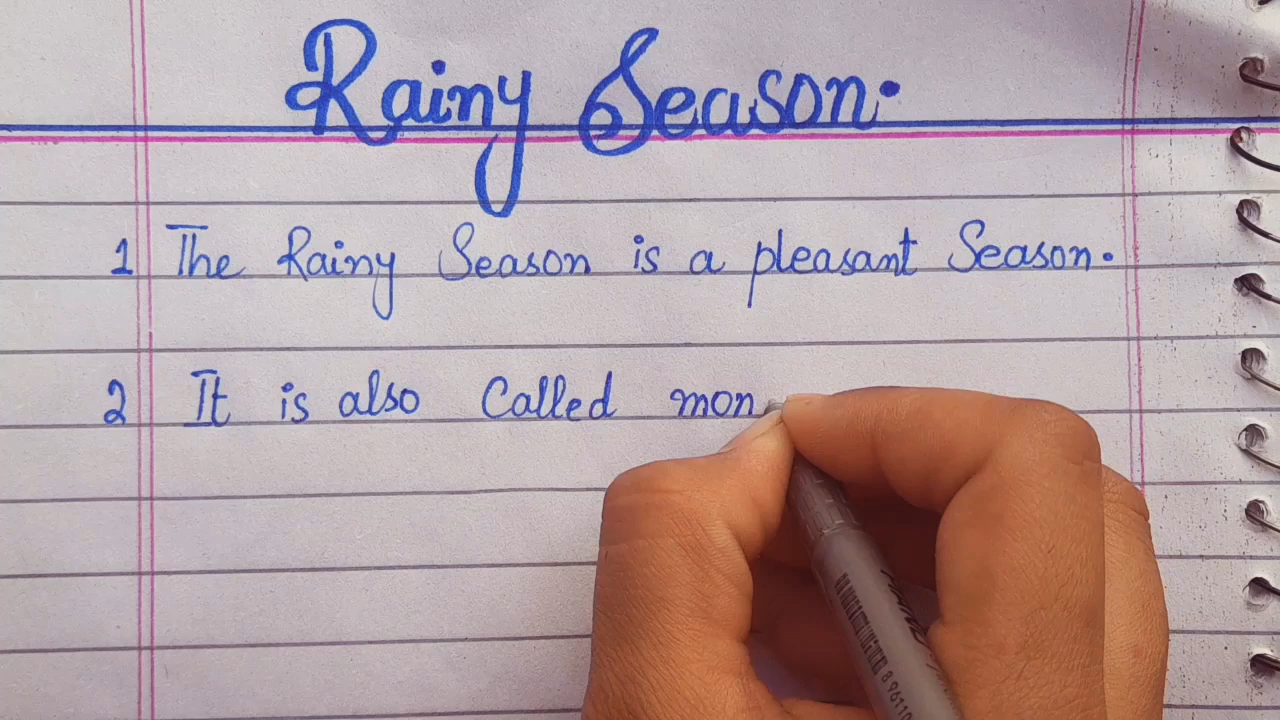 Rainy Season.
1 The Rainy Season is a pleasant Season.
2 It is also Called mon